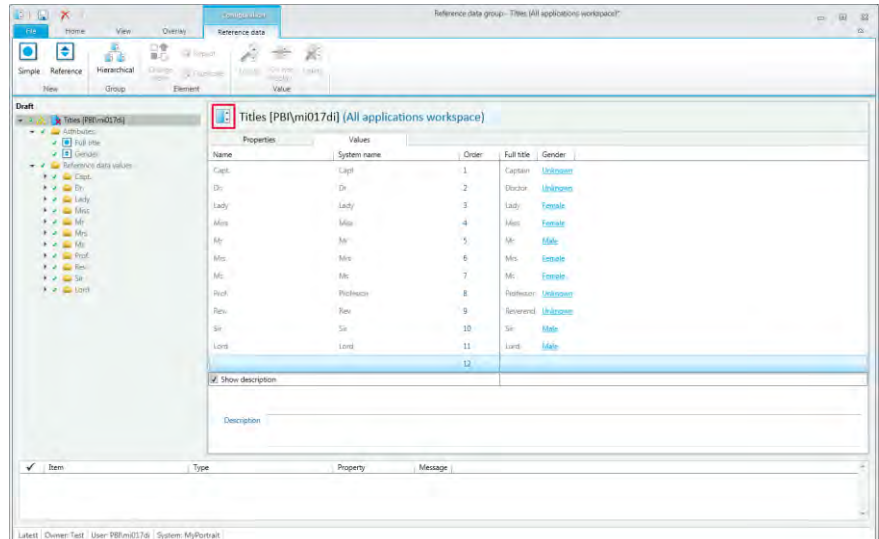 Configuration
Reference data group - Titles (All applications workspace)*
File Home View Overlay Reference data
Simple Reference Hierarchical
New Group Element Value
Draft
Titles [PBI\mi017di]
Attributes
Full title
Gender
Reference data values
Capt.
Dr.
Lady
Miss
Mr
Mrs
Ms
Prof.
Rev.
Sir
Lord
Titles [PBI\mi017di] (All applications workspace)
Properties Values
Name System name Order Full title Gender
Capt. Capt 1 Captain Unknown
Dr. Dr 2 Doctor Unknown
Lady Lady 3 Lady Female
Miss Miss 4 Miss Female
Mr Mr 5 Mr Male
Mrs Mrs 6 Mrs Female
Ms Ms 7 Ms Female
Prof. Professor 8 Professor Unknown
Rev. Rev 9 Reverend Unknown
Sir Sir 10 Sir Male
Lord Lord 11 Lord Male
12
Show description
Description
Item Type Property Message
Latest Owner: Test User: PBI\mi017di System: MyPortrait